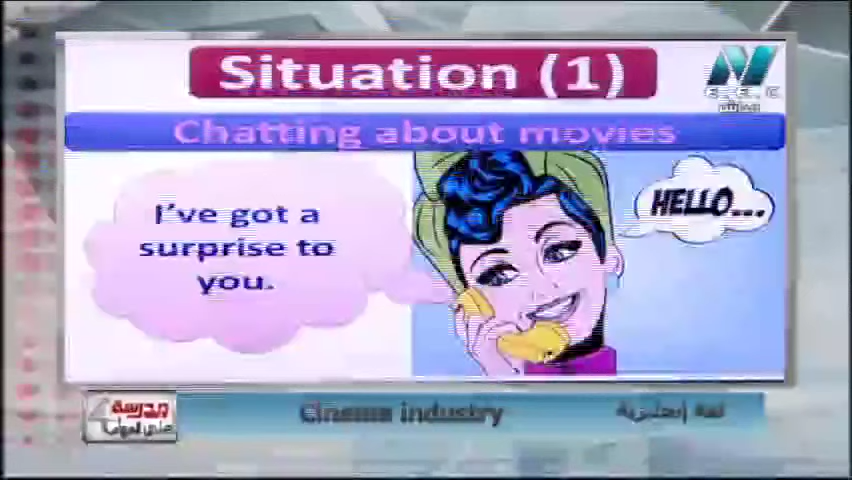 Situation (1)
Chatting about movies
I've got a
surprise to
you.
HELLO...
مدرسة
على الهواء
Cinema industry
لغة إنجليزية